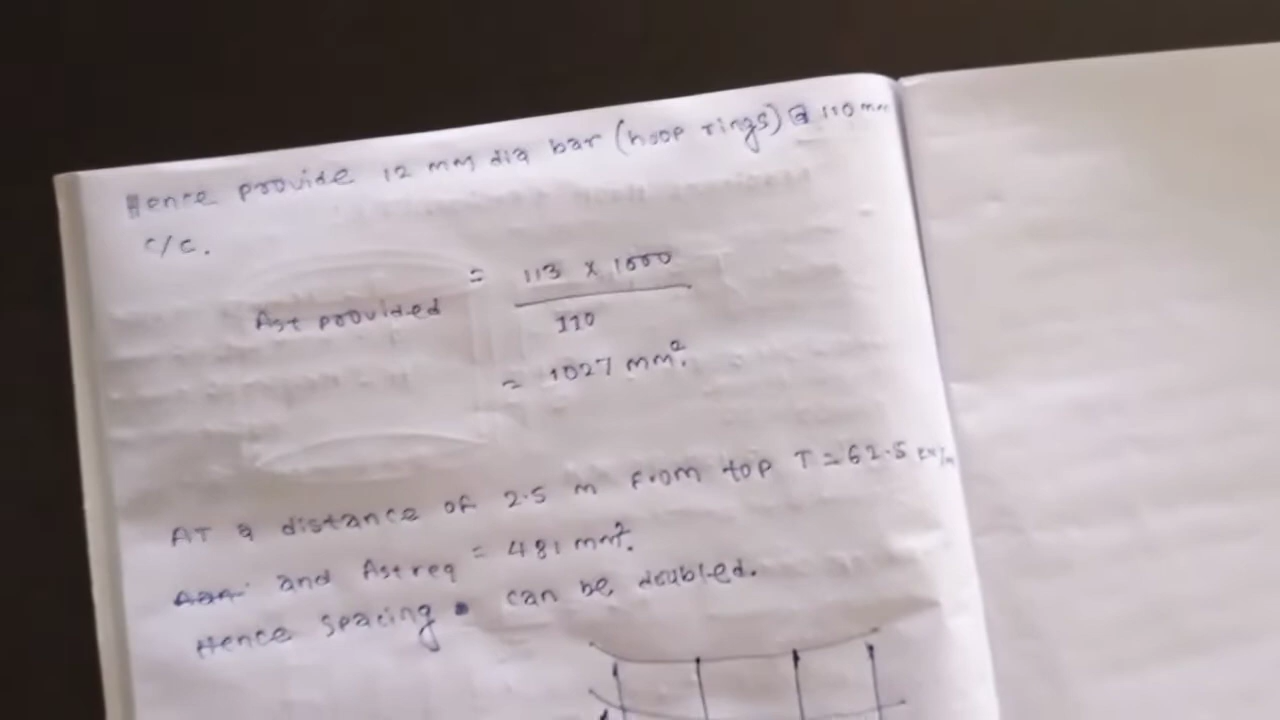 Hence provide 12 mm dia bar (hoop rings) @ 110 mm
c/c.
Ast provided = 113 x 1000
110
= 1027 mm².
AT a distance of 2.5 m from top T = 62.5 KN/m
and Ast req = 481 mm².
Hence spacing can be doubled.